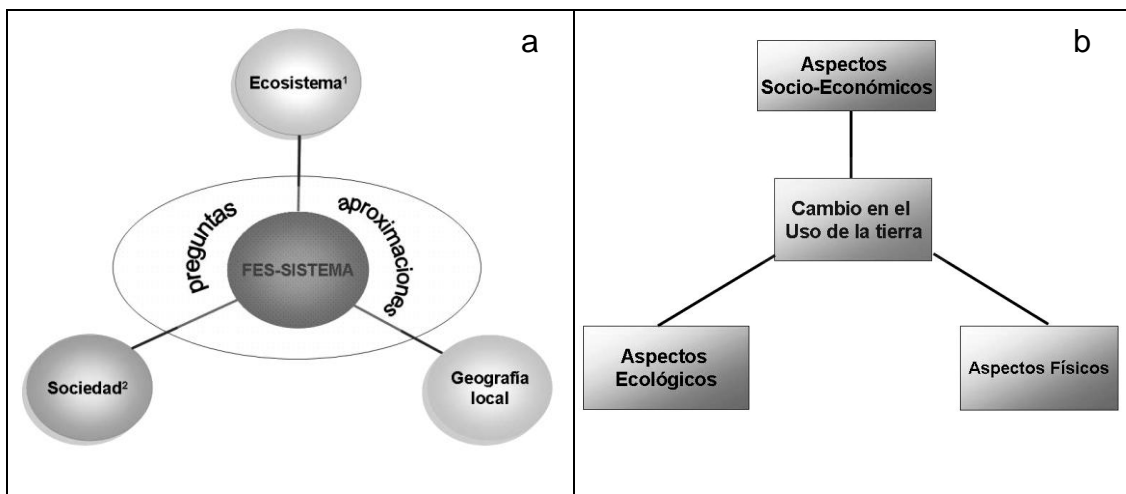 a
Ecosistema¹
preguntas
aproximaciones
FES-SISTEMA
Sociedad²
Geografía
local
b
Aspectos
Socio-Económicos
Cambio en el
Uso de la tierra
Aspectos
Ecológicos
Aspectos Físicos